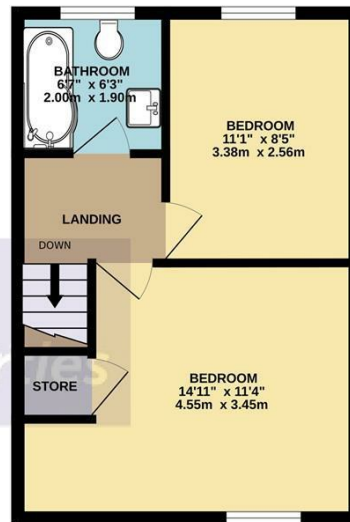 BATHROOM
6'7" x 6'3"
2.00m x 1.90m
BEDROOM
11'1" x 8'5"
3.38m x 2.56m
LANDING
DOWN
STORE
BEDROOM
14'11" x 11'4"
4.55m x 3.45m